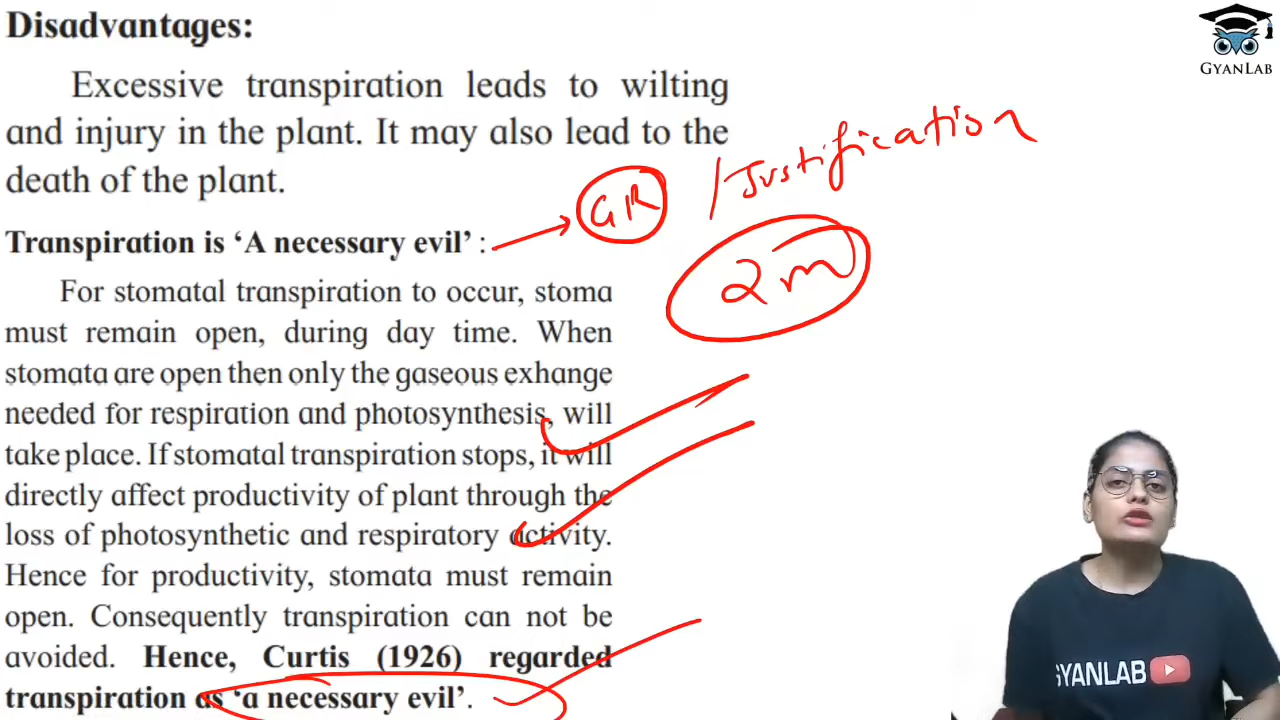 Disadvantages:
Excessive transpiration leads to wilting
and injury in the plant. It may also lead to the
death of the plant.
Transpiration is ‘A necessary evil’ :
GR / Justification
2m
For stomatal transpiration to occur, stoma
must remain open, during day time. When
stomata are open then only the gaseous exhange
needed for respiration and photosynthesis, will
take place. If stomatal transpiration stops, it will
directly affect productivity of plant through the
loss of photosynthetic and respiratory activity.
Hence for productivity, stomata must remain
open. Consequently transpiration can not be
avoided. Hence, Curtis (1926) regarded
transpiration as ‘a necessary evil’.
GYANLAB
GYANLAB